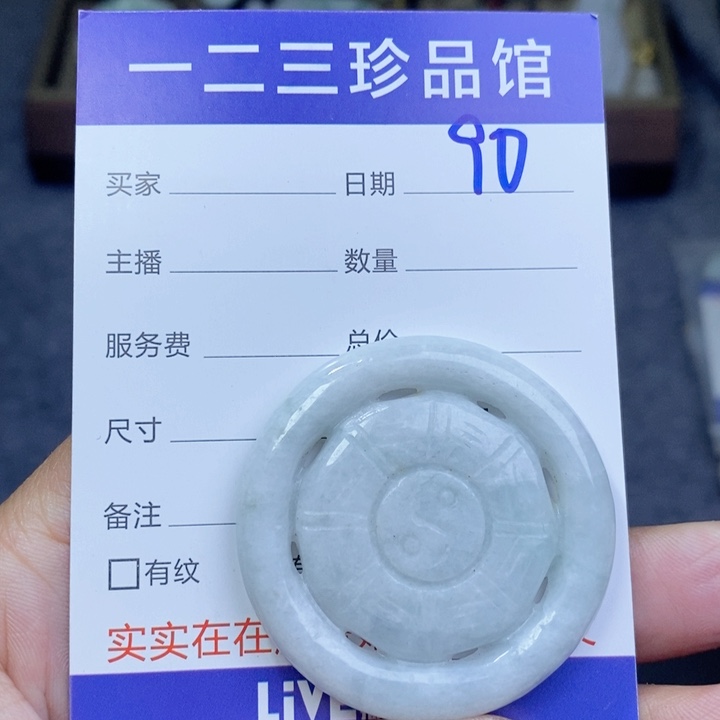 一二三珍品馆
90
买家 日期
主播 数量
服务费 总价
尺寸
备注
□有纹
实实在在
LiVE